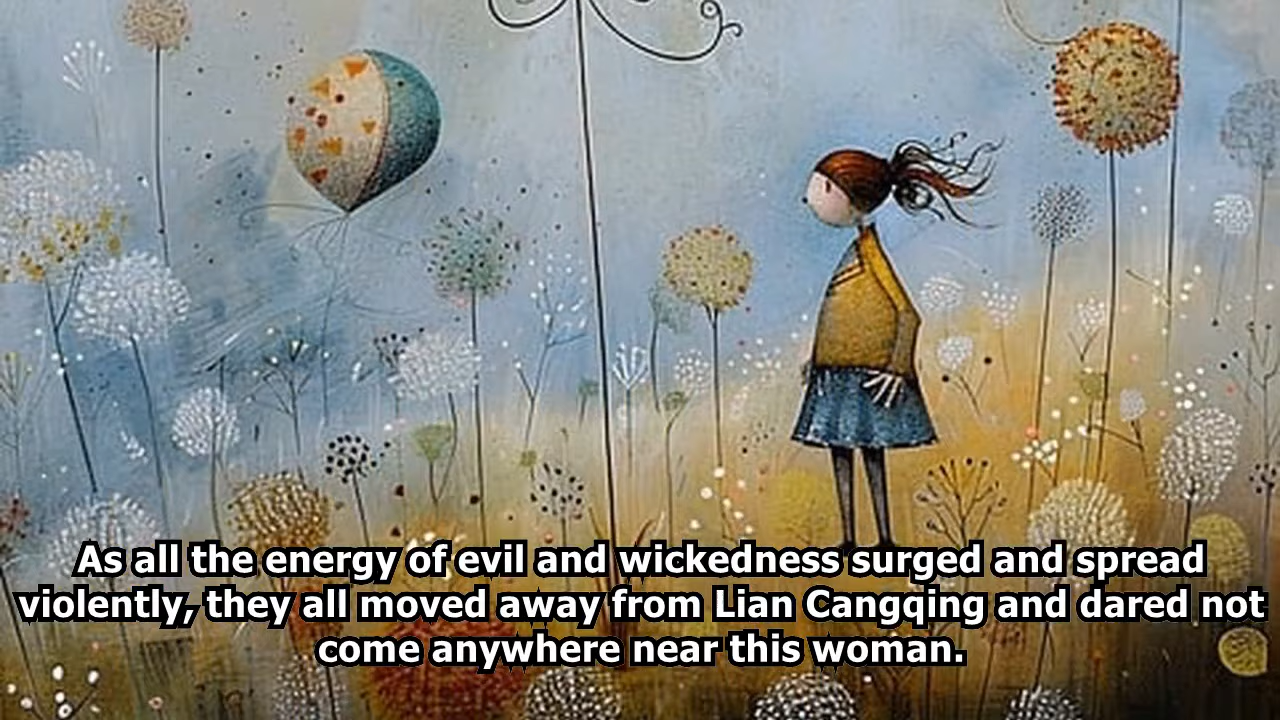 As all the energy of evil and wickedness surged and spread
violently, they all moved away from Lian Cangqing and dared not
come anywhere near this woman.